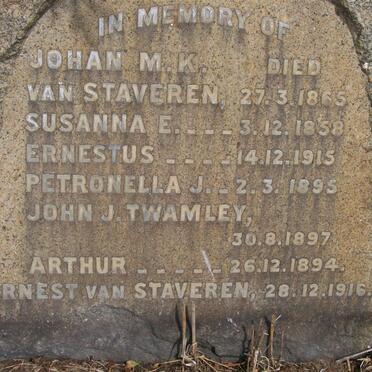 IN MEMORY OF
JOHAN M. K. DIED
VAN STAVEREN, 27.3.1865
SUSANNA E. _ _ _ 3.12.1858
ERNESTUS _ _ _ _ 14.12.1915
PETRONELLA J. _ _ 2.3.1895
JOHN J. TWAMLEY,
30.8.1897
ARTHUR _ _ _ _ _ 26.12.1894.
ERNEST VAN STAVEREN, 28.12.1916.